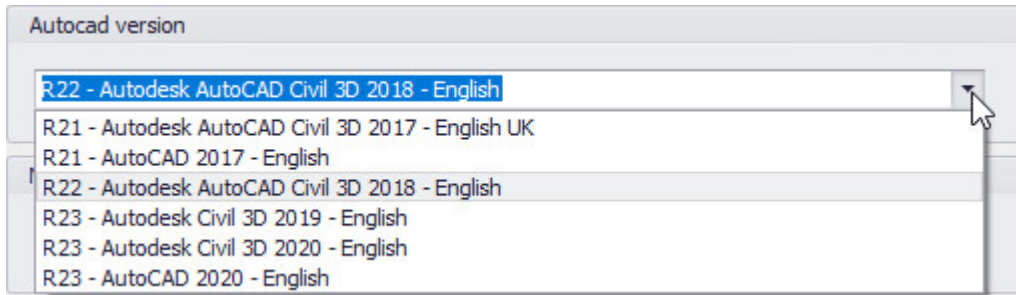 Autocad version
R22 - Autodesk AutoCAD Civil 3D 2018 - English
R21 - Autodesk AutoCAD Civil 3D 2017 - English UK
R21 - AutoCAD 2017 - English
R22 - Autodesk AutoCAD Civil 3D 2018 - English
R23 - Autodesk Civil 3D 2019 - English
R23 - Autodesk Civil 3D 2020 - English
R23 - AutoCAD 2020 - English